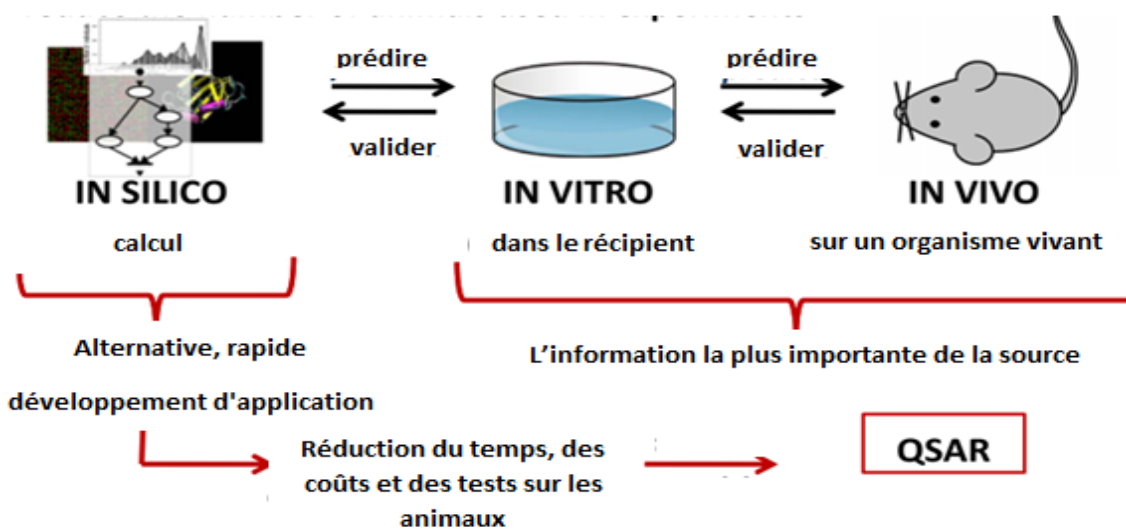 prédire
prédire
valider
valider
IN SILICO
IN VITRO
IN VIVO
calcul
dans le récipient
sur un organisme vivant
Alternative, rapide
développement d'application
L'information la plus importante de la source
Réduction du temps, des
coûts et des tests sur les
animaux
QSAR